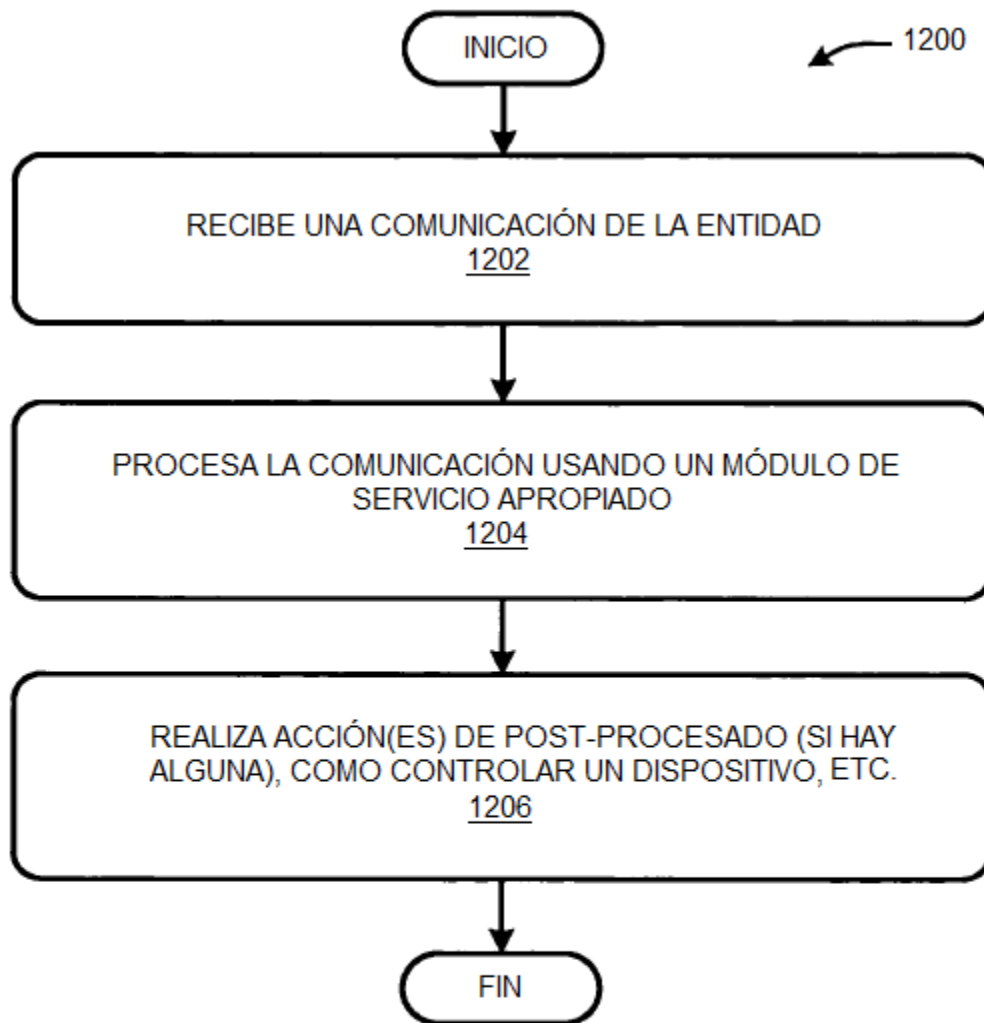 INICIO
1200
RECIBE UNA COMUNICACIÓN DE LA ENTIDAD
1202
PROCESA LA COMUNICACIÓN USANDO UN MÓDULO DE
SERVICIO APROPIADO
1204
REALIZA ACCIÓN(ES) DE POST-PROCESADO (SI HAY
ALGUNA), COMO CONTROLAR UN DISPOSITIVO, ETC.
1206
FIN